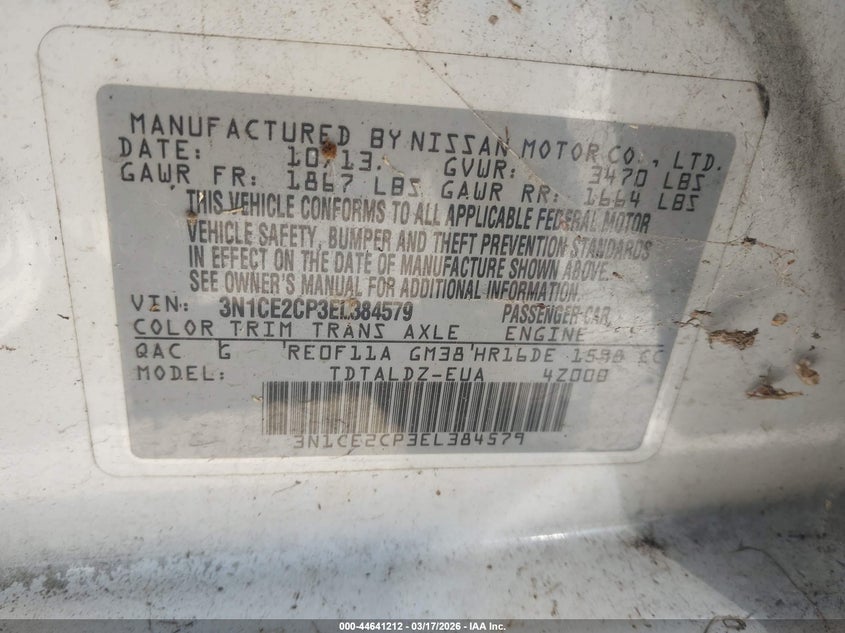 MANUFACTURED BY NISSAN MOTOR CO., LTD.
DATE: 10/13. GVWR: 3470 LBS
GAWR FR: 1867 LBS GAWR RR: 1664 LBS
THIS VEHICLE CONFORMS TO ALL APPLICABLE FEDERAL MOTOR
VEHICLE SAFETY, BUMPER AND THEFT PREVENTION STANDARDS
IN EFFECT ON THE DATE OF MANUFACTURE SHOWN ABOVE.
SEE OWNER'S MANUAL FOR ADDITIONAL INFORMATION.
VIN: 3N1CE2CP3EL384579 PASSENGER CAR
COLOR TRIM TRANS AXLE ENGINE
QAC G RE0F11A GM38 HR16DE 1598 CC
MODEL: TDTALDZ-EUA 4Z000
3N1CE2CP3EL384579
000-44641212 - 03/17/2026 - IAA Inc.